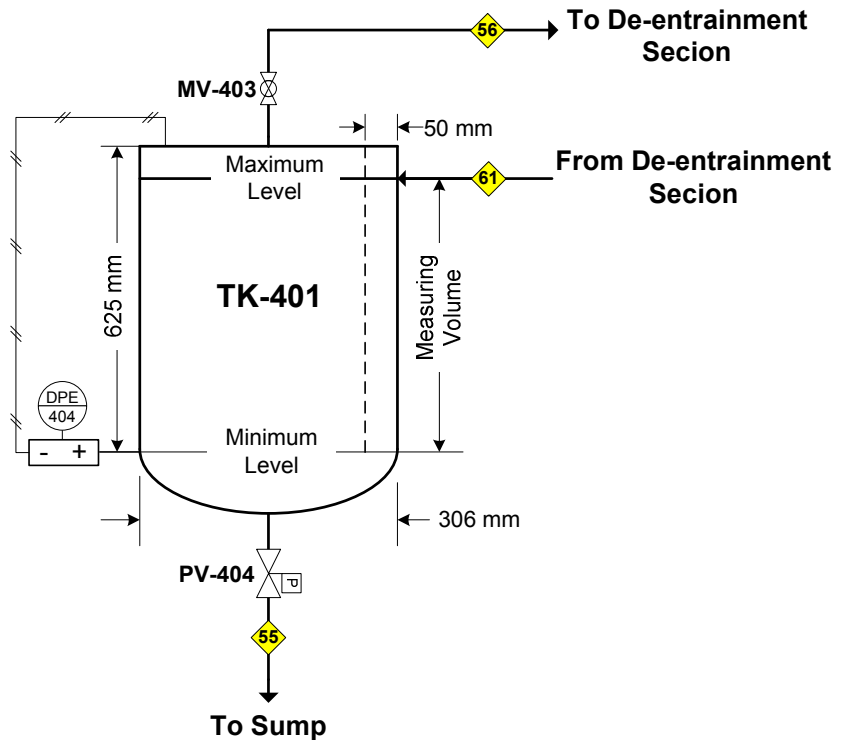 56
To De-entrainment
Secion
MV-403
50 mm
Maximum
Level
61
From De-entrainment
Secion
625 mm
TK-401
Measuring
Volume
DPE
404
- +
Minimum
Level
306 mm
PV-404
P
55
To Sump